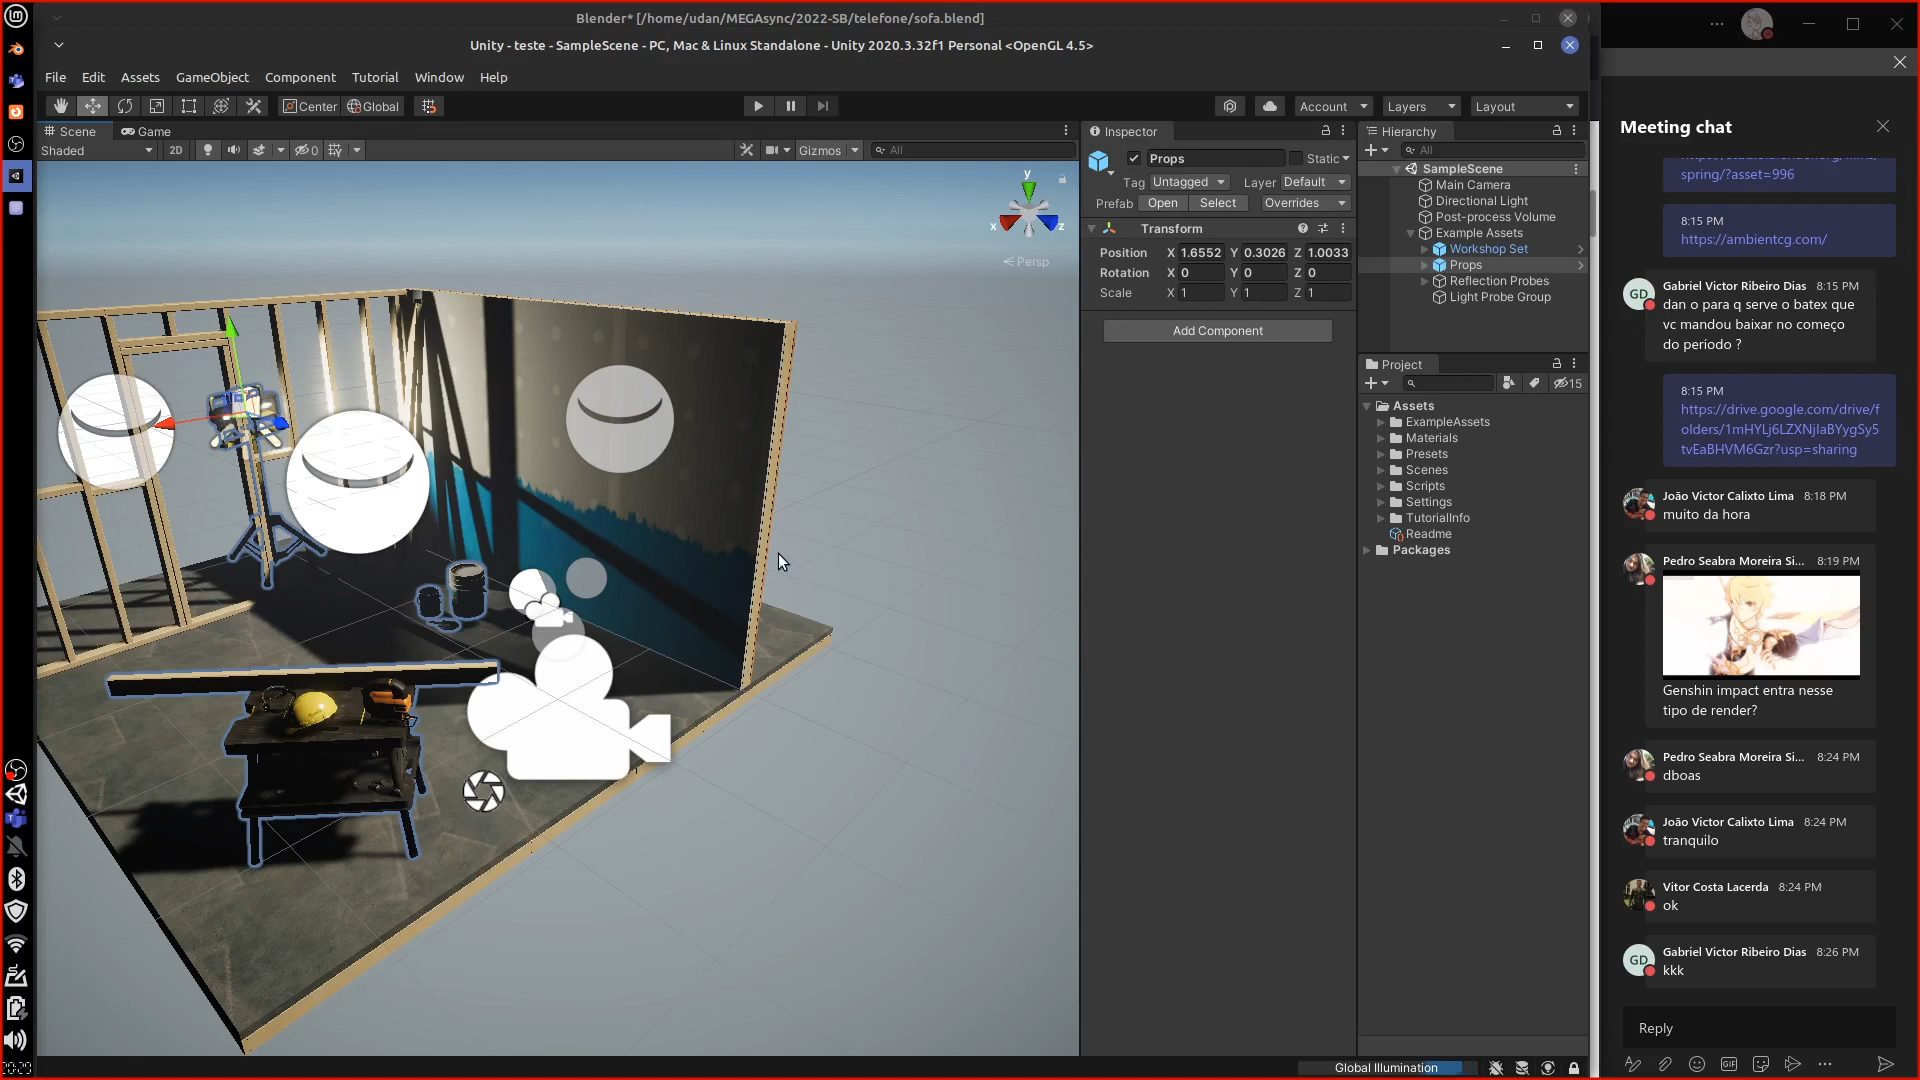 Blender* [/home/udan/MEGAsync/2022-SB/telefone/sofa.blend]
Unity - teste - SampleScene - PC, Mac & Linux Standalone - Unity 2020.3.32f1 Personal <OpenGL 4.5>
File Edit Assets GameObject Component Tutorial Window Help
Center Global Account Layers Layout
Scene Game
Shaded 2D 0 Gizmos All
y
x z
Persp
Inspector
Props Static
Tag Untagged Layer Default
Prefab Open Select Overrides
Transform
Position X 1.6552 Y 0.3026 Z 1.0033
Rotation X 0 Y 0 Z 0
Scale X 1 Y 1 Z 1
Add Component
Hierarchy
All
SampleScene
Main Camera
Directional Light
Post-process Volume
Example Assets
Workshop Set
Props
Reflection Probes
Light Probe Group
Project
15
Assets
ExampleAssets
Materials
Presets
Scenes
Scripts
Settings
TutorialInfo
Readme
Packages
Global Illumination
Meeting chat
spring/?asset=996
8:15 PM
https://ambientcg.com/
GD
Gabriel Victor Ribeiro Dias 8:15 PM
dan o para q serve o batex que
vc mandou baixar no começo
do período ?
8:15 PM
https://drive.google.com/drive/f
olders/1mHYLj6LZXNjlaBYygSy5
tvEaBHVM6Gzr?usp=sharing
João Victor Calixto Lima 8:18 PM
muito da hora
Pedro Seabra Moreira Si... 8:19 PM
Genshin impact entra nesse
tipo de render?
Pedro Seabra Moreira Si... 8:24 PM
dboas
João Victor Calixto Lima 8:24 PM
tranquilo
Vitor Costa Lacerda 8:24 PM
ok
GD
Gabriel Victor Ribeiro Dias 8:26 PM
kkk
Reply
GIF